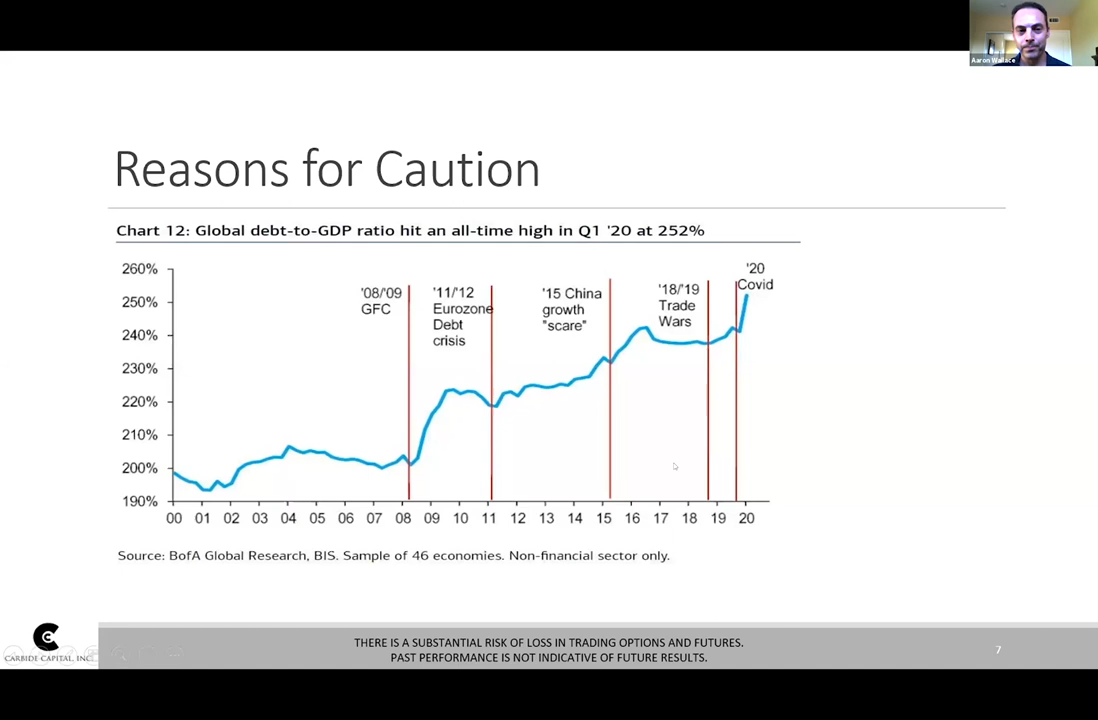 Aaron Wallace
Reasons for Caution
Chart 12: Global debt-to-GDP ratio hit an all-time high in Q1 '20 at 252%
260%
250%
240%
230%
220%
210%
200%
190%
'08/'09
GFC
'11/'12
Eurozone
Debt
crisis
'15 China
growth
"scare"
'18/'19
Trade
Wars
'20
Covid
00 01 02 03 04 05 06 07 08 09 10 11 12 13 14 15 16 17 18 19 20
Source: BofA Global Research, BIS. Sample of 46 economies. Non-financial sector only.
CARBIDE CAPITAL, INC
THERE IS A SUBSTANTIAL RISK OF LOSS IN TRADING OPTIONS AND FUTURES.
PAST PERFORMANCE IS NOT INDICATIVE OF FUTURE RESULTS.
7